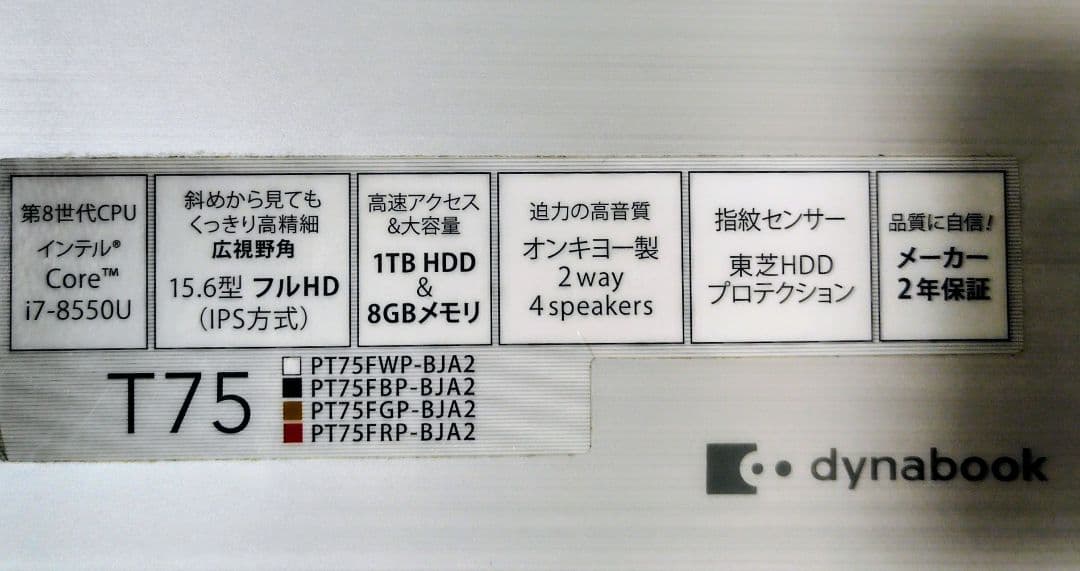 第8世代CPU
インテル®
Core™
i7-8550U
斜めから見ても
くっきり高精細
広視野角
15.6型 フルHD
（IPS方式）
高速アクセス
&大容量
1TB HDD
&
8GBメモリ
迫力の高音質
オンキヨー製
2way
4speakers
指紋センサー
東芝HDD
プロテクション
品質に自信!
メーカー
2年保証
T75
PT75FWP-BJA2
PT75FBP-BJA2
PT75FGP-BJA2
PT75FRP-BJA2
dynabook